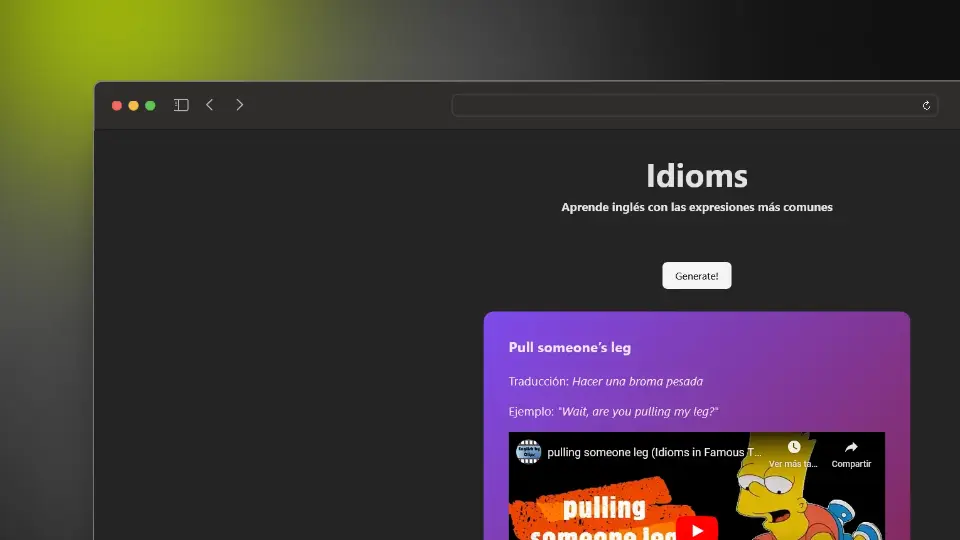 Idioms
Aprende inglés con las expresiones más comunes
Generate!
Pull someone’s leg
Traducción: Hacer una broma pesada
Ejemplo: "Wait, are you pulling my leg?"
pulling someone leg (Idioms in Famous T...
Ver más ta...
Compartir
pulling
someone leg